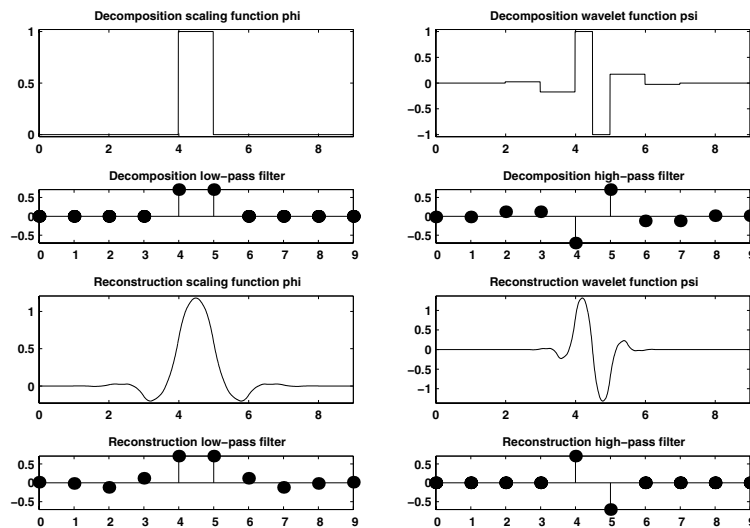 Decomposition scaling function phi
1
0.5
0
0 2 4 6 8
Decomposition wavelet function psi
1
0.5
0
−0.5
−1
0 2 4 6 8
Decomposition low−pass filter
0.5
0
−0.5
0 1 2 3 4 5 6 7 8 9
Decomposition high−pass filter
0.5
0
−0.5
0 1 2 3 4 5 6 7 8 9
Reconstruction scaling function phi
1
0.5
0
0 2 4 6 8
Reconstruction wavelet function psi
1
0.5
0
−0.5
−1
0 2 4 6 8
Reconstruction low−pass filter
0.5
0
−0.5
0 1 2 3 4 5 6 7 8 9
Reconstruction high−pass filter
0.5
0
−0.5
0 1 2 3 4 5 6 7 8 9